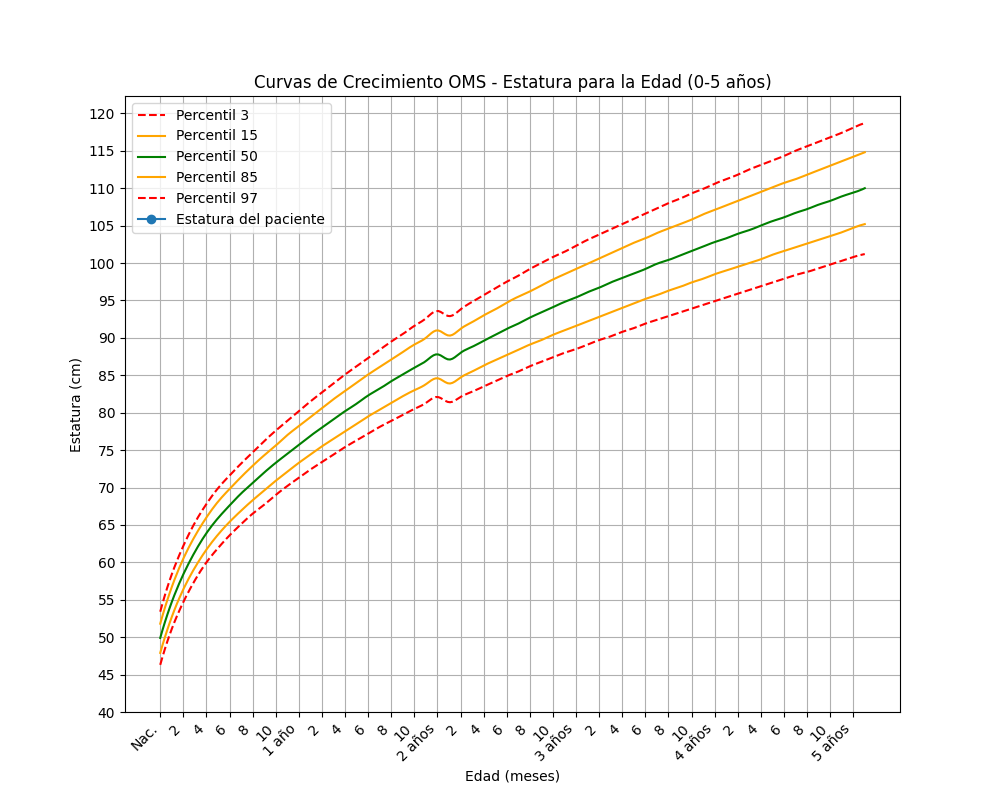 Curvas de Crecimiento OMS - Estatura para la Edad (0-5 años)
Percentil 3
Percentil 15
Percentil 50
Percentil 85
Percentil 97
Estatura del paciente
120
115
110
105
100
95
90
85
80
75
70
65
60
55
50
45
40
Estatura (cm)
Nac.
2
4
6
8
10
1 año
2
4
6
8
10
2 años
2
4
6
8
10
3 años
2
4
6
8
10
4 años
2
4
6
8
10
5 años
Edad (meses)